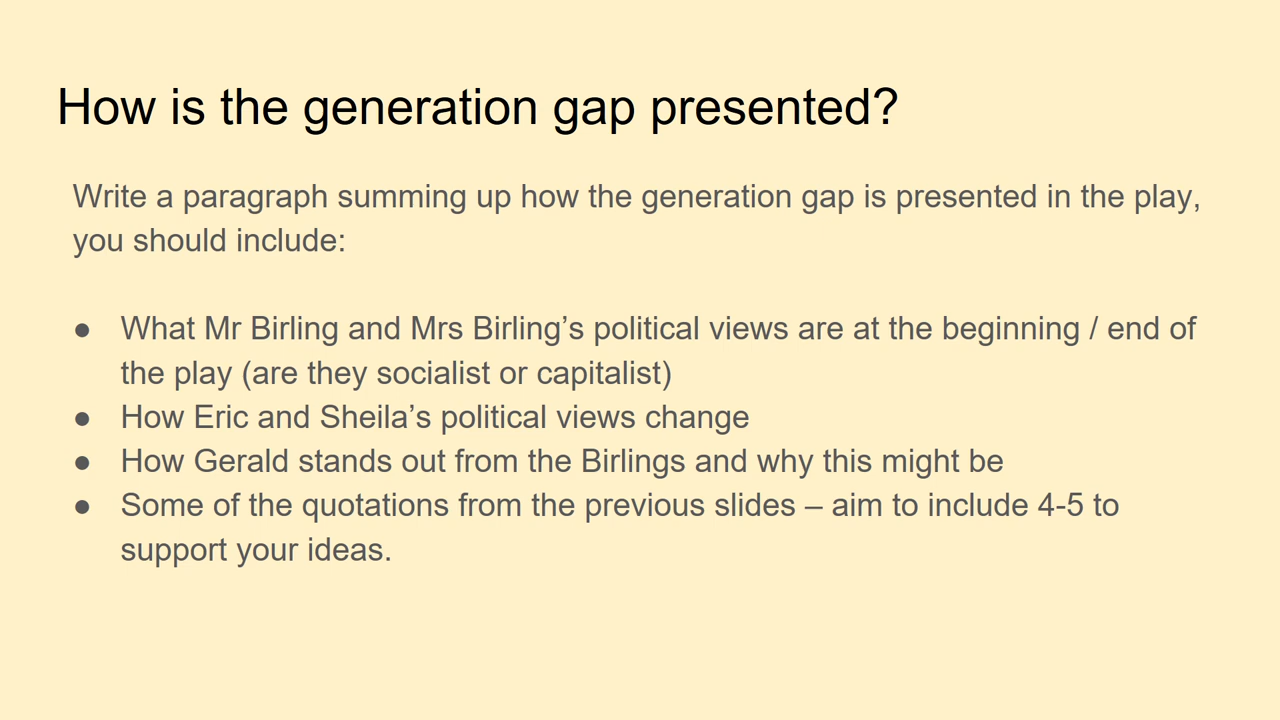 How is the generation gap presented?
Write a paragraph summing up how the generation gap is presented in the play,
you should include:
● What Mr Birling and Mrs Birling’s political views are at the beginning / end of
the play (are they socialist or capitalist)
● How Eric and Sheila’s political views change
● How Gerald stands out from the Birlings and why this might be
● Some of the quotations from the previous slides – aim to include 4-5 to
support your ideas.